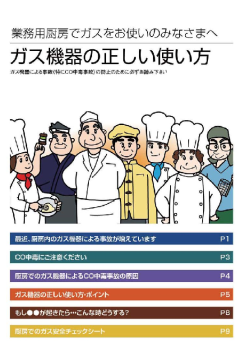 業務用厨房でガスをお使いのみなさまへ
ガス機器の正しい使い方
ガス機器による事故(特にCO中毒事故)の防止のために必ずお読み下さい
最近、厨房内のガス機器による事故が増えています P1
CO中毒にご注意ください P3
厨房でのガス機器によるCO中毒事故の原因 P4
ガス機器の正しい使い方・ポイント P5
もし●●が起きたら…こんな時どうする? P8
厨房でのガス安全チェックシート P9